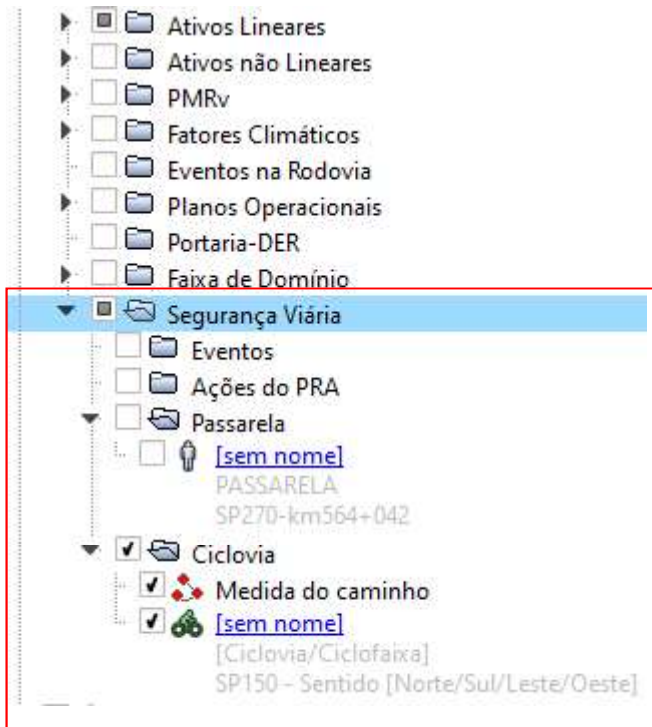 Ativos Lineares
Ativos não Lineares
PMRv
Fatores Climáticos
Eventos na Rodovia
Planos Operacionais
Portaria-DER
Faixa de Domínio
Segurança Viária
Eventos
Ações do PRA
Passarela
[sem nome]
PASSARELA
SP270-km564+042
Ciclovia
Medida do caminho
[sem nome]
[Ciclovia/Ciclofaixa]
SP150 - Sentido [Norte/Sul/Leste/Oeste]